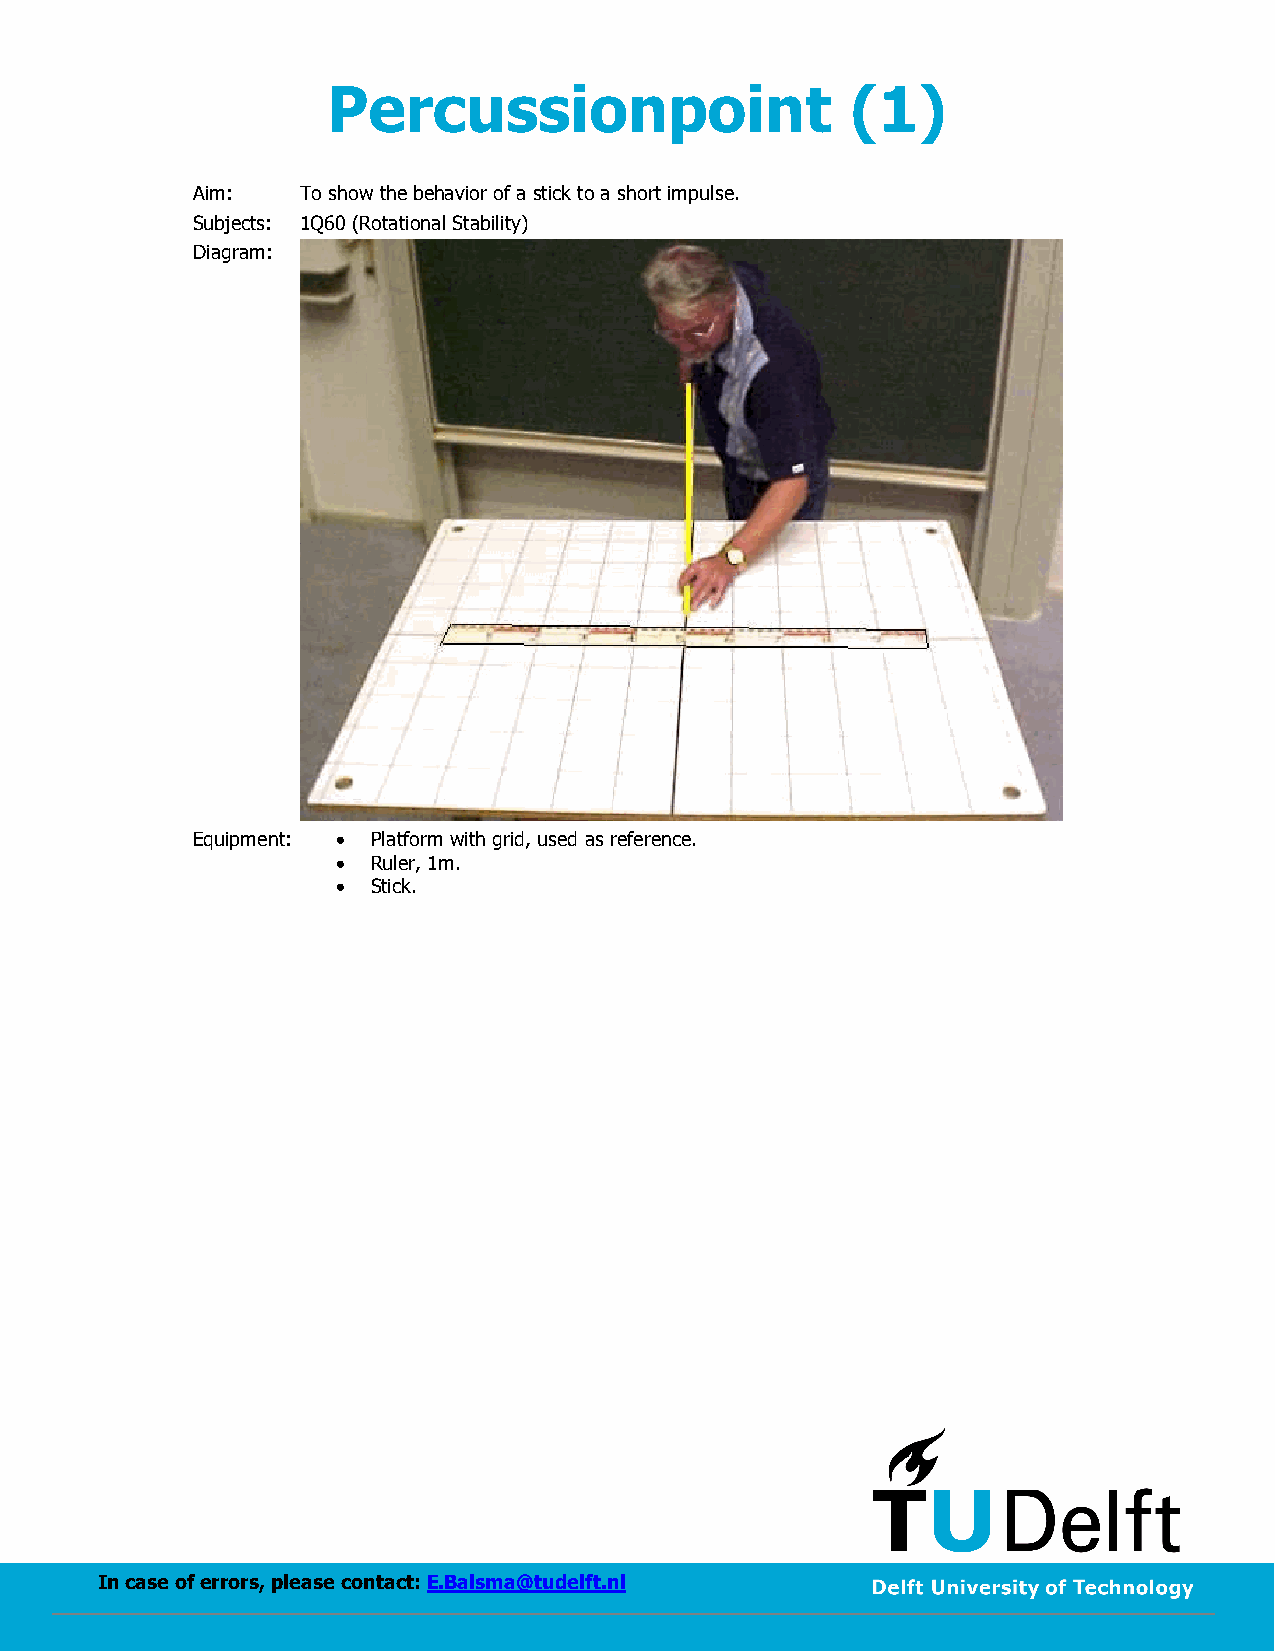 Percussionpoint (1)
Aim: To show the behavior of a stick to a short impulse.
Subjects: 1Q60 (Rotational Stability)
Diagram:
Equipment: • Platform with grid, used as reference.
• Ruler, 1m.
• Stick.
TUDelft
In case of errors, please contact: E.Balsma@tudelft.nl
Delft University of Technology